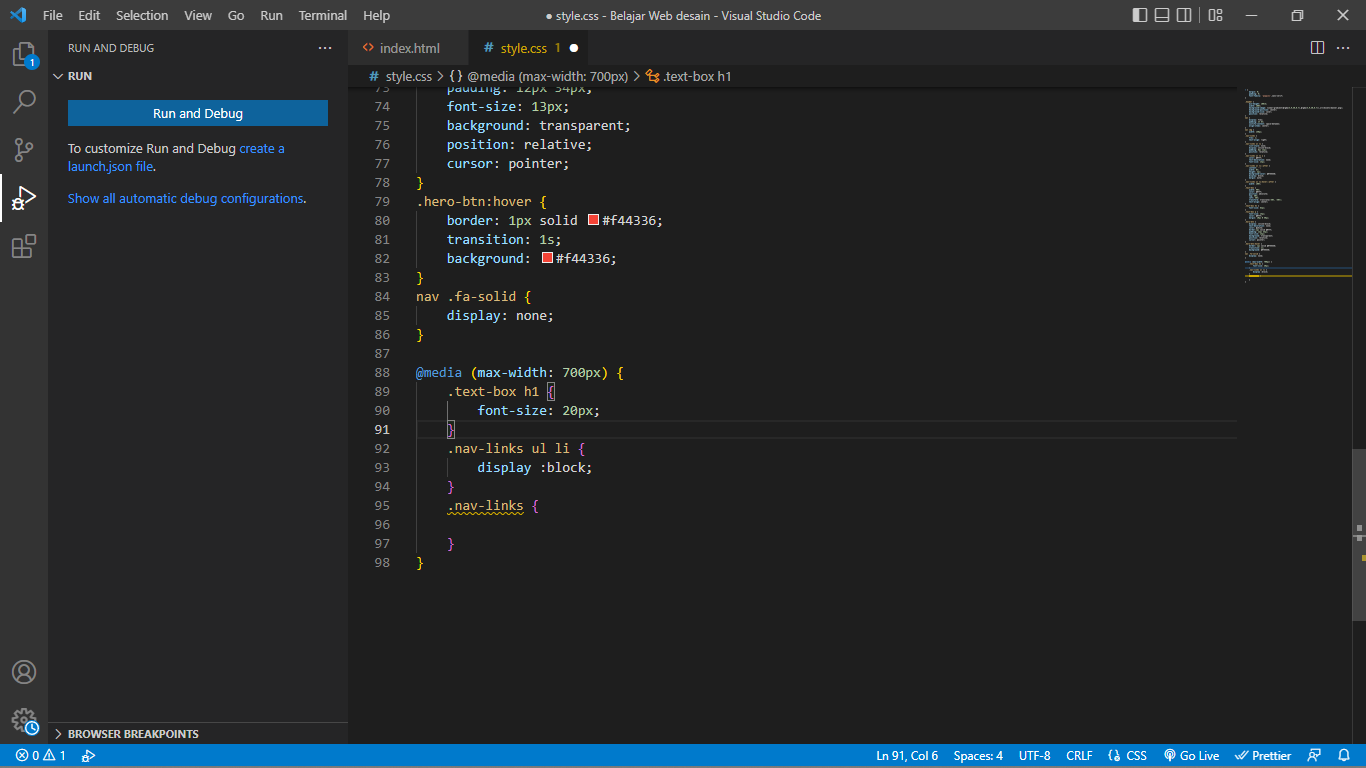 File Edit Selection View Go Run Terminal Help
● style.css - Belajar Web desain - Visual Studio Code
RUN AND DEBUG
RUN
Run and Debug
To customize Run and Debug create a
launch.json file.
Show all automatic debug configurations.
BROWSER BREAKPOINTS
1
index.html
# style.css 1 ●
# style.css > {} @media (max-width: 700px) > .text-box h1
73 padding: 12px 34px;
74 font-size: 13px;
75 background: transparent;
76 position: relative;
77 cursor: pointer;
78 }
79 .hero-btn:hover {
80 border: 1px solid #f44336;
81 transition: 1s;
82 background: #f44336;
83 }
84 nav .fa-solid {
85 display: none;
86 }
87
88 @media (max-width: 700px) {
89 .text-box h1 {
90 font-size: 20px;
91 }
92 .nav-links ul li {
93 display :block;
94 }
95 .nav-links {
96
97 }
98 }
0 1
Ln 91, Col 6 Spaces: 4 UTF-8 CRLF {} CSS Go Live Prettier